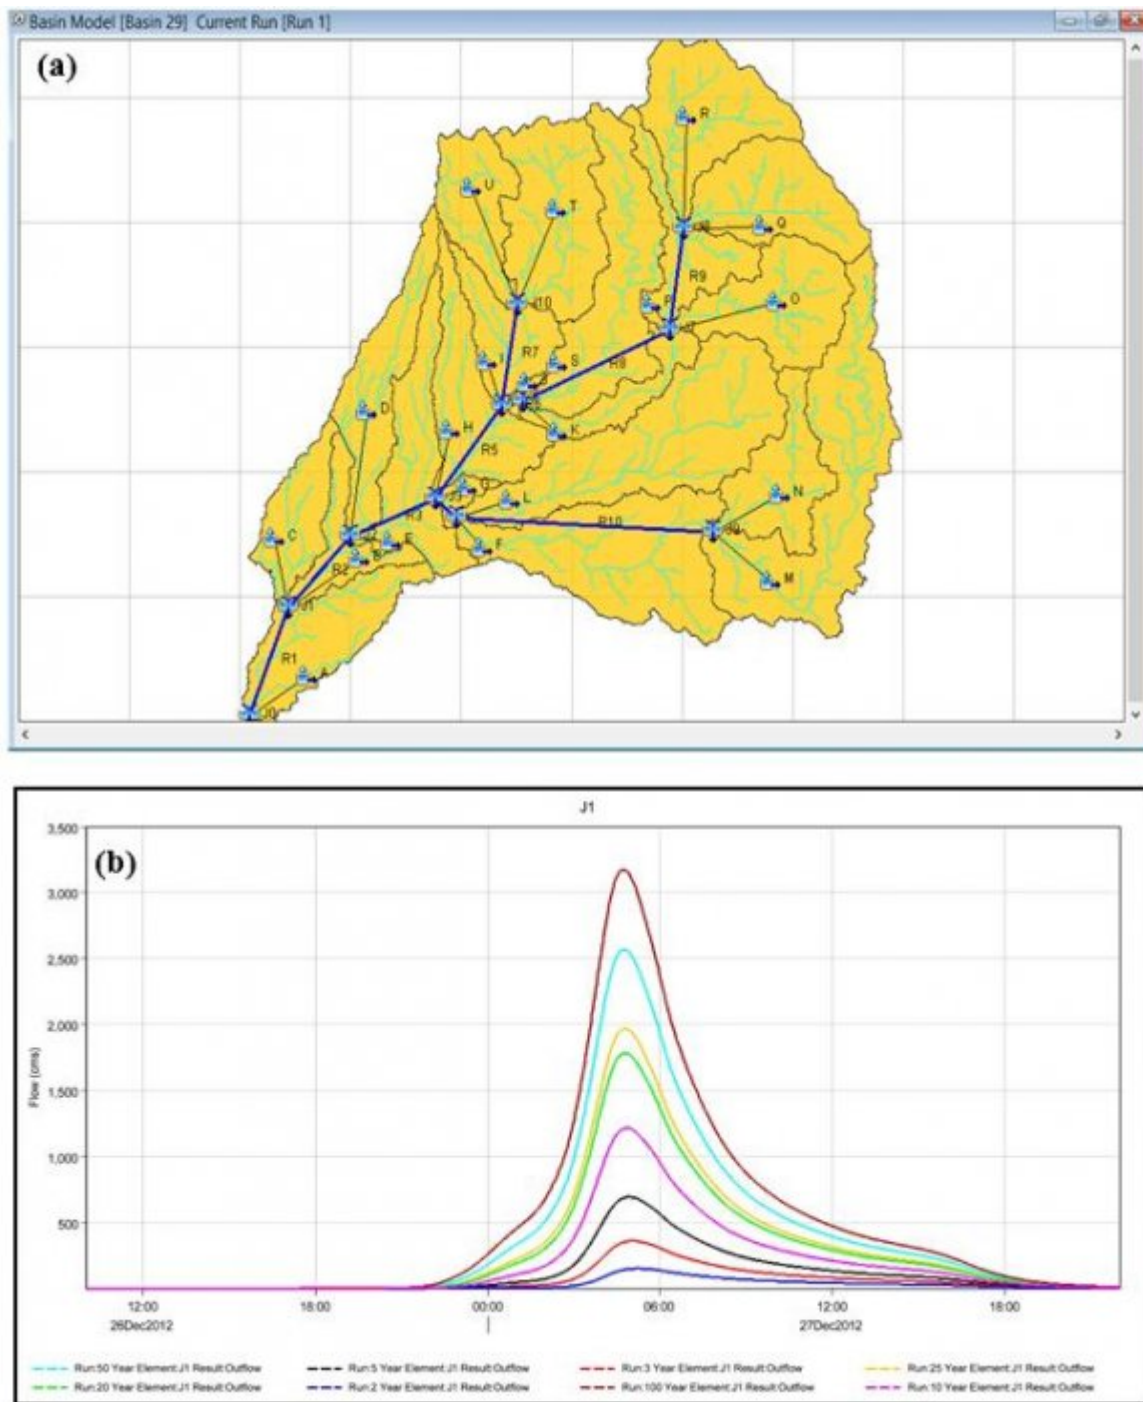 Basin Model [Basin 29] Current Run [Run 1]
(a)
R
U
T
Q
R9
j10
O
R7
S
R8
D
K
H
R5
N
G
L
R10
J9
C
E
F
R2
M
J1
R1
A
J0
J1
(b)
3,500
3,000
2,500
2,000
1,500
1,000
500
Flow (cms)
12:00 18:00 00:00 06:00 12:00 18:00
26Dec2012 27Dec2012
Run:50 Year Element:J1 Result:Outflow Run:5 Year Element:J1 Result:Outflow Run:3 Year Element:J1 Result:Outflow Run:25 Year Element:J1 Result:Outflow
Run:20 Year Element:J1 Result:Outflow Run:2 Year Element:J1 Result:Outflow Run:100 Year Element:J1 Result:Outflow Run:10 Year Element:J1 Result:Outflow